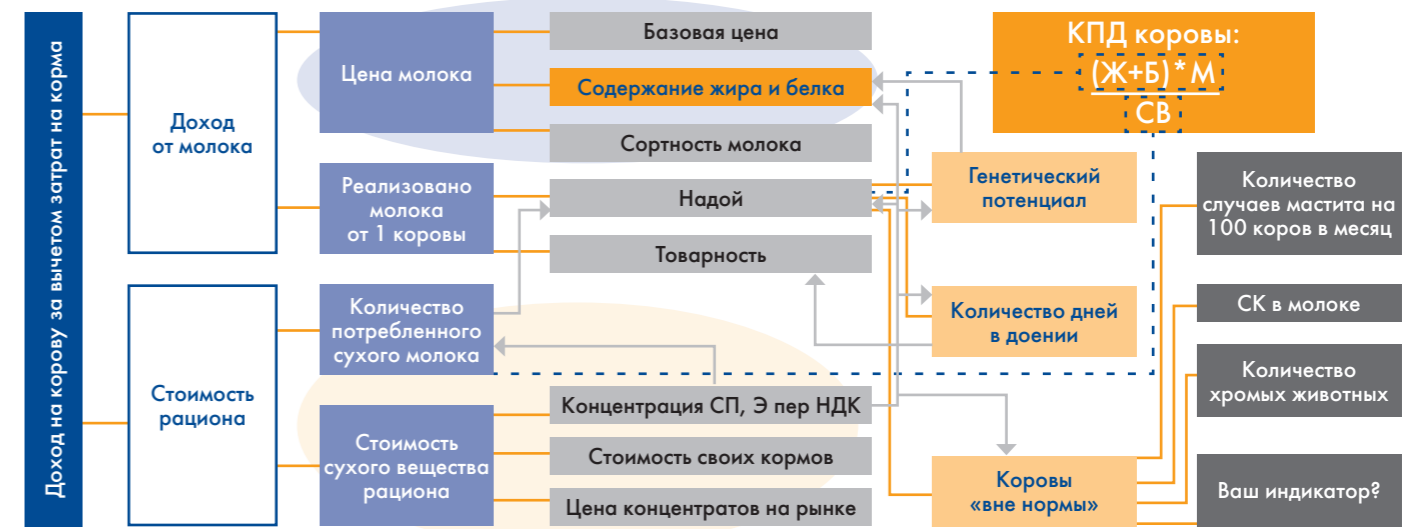 Доход на корову за вычетом затрат на корма
Доход
от молока
Стоимость
рациона
Цена молока
Реализовано
молока
от 1 коровы
Количество
потребленного
сухого молока
Стоимость
сухого вещества
рациона
Базовая цена
Содержание жира и белка
Сортность молока
Надой
Товарность
Концентрация СП, Э пер НДК
Стоимость своих кормов
Цена концентратов на рынке
КПД коровы:
(Ж+Б)*М
СВ
Генетический
потенциал
Количество дней
в доении
Коровы
«вне нормы»
Количество
случаев мастита на
100 коров в месяц
СК в молоке
Количество
хромых животных
Ваш индикатор?